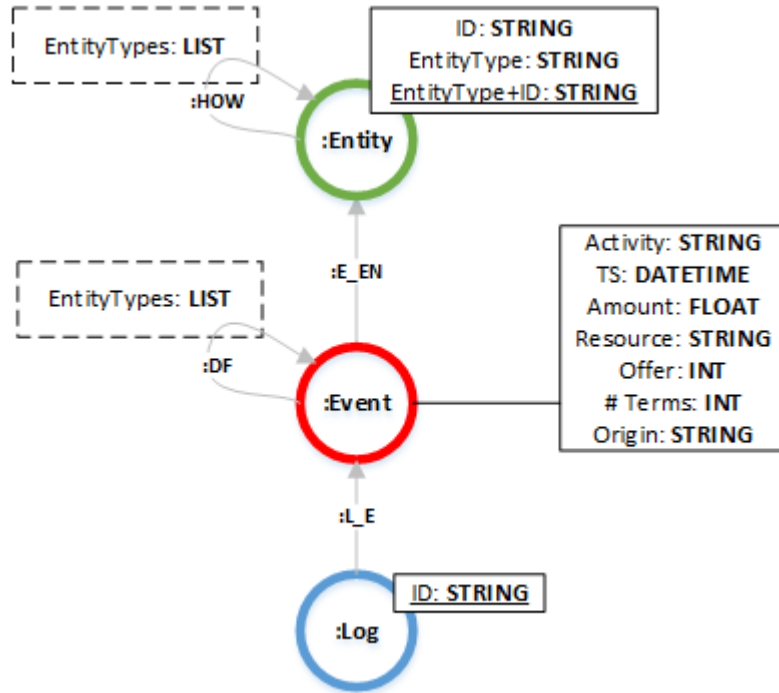 EntityTypes: LIST
:HOW
ID: STRING
EntityType: STRING
EntityType+ID: STRING
:Entity
:E_EN
EntityTypes: LIST
:DF
:Event
Activity: STRING
TS: DATETIME
Amount: FLOAT
Resource: STRING
Offer: INT
# Terms: INT
Origin: STRING
:L_E
ID: STRING
:Log